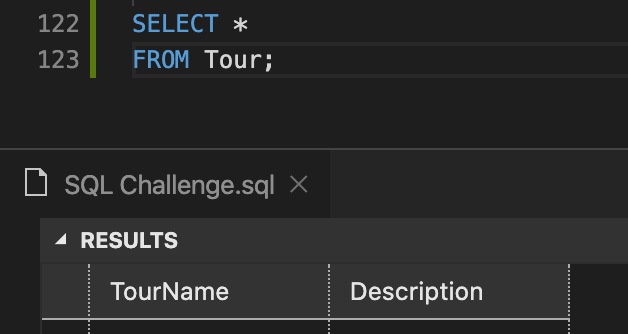 122 SELECT *
123 FROM Tour;
SQL Challenge.sql
RESULTS
TourName Description